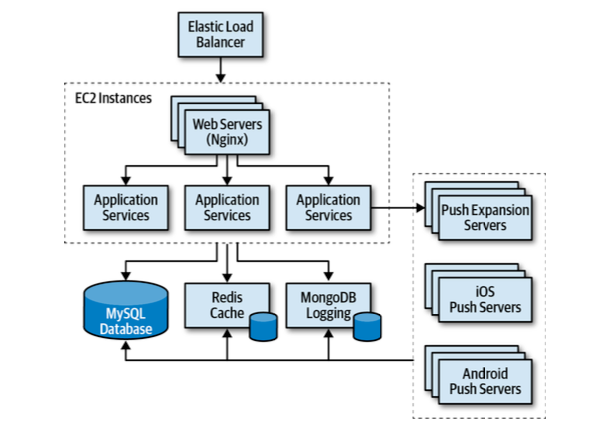 Elastic Load
Balancer
EC2 Instances
Web Servers
(Nginx)
Application
Services
Application
Services
Application
Services
Push Expansion
Servers
MySQL
Database
Redis
Cache
MongoDB
Logging
iOS
Push Servers
Android
Push Servers